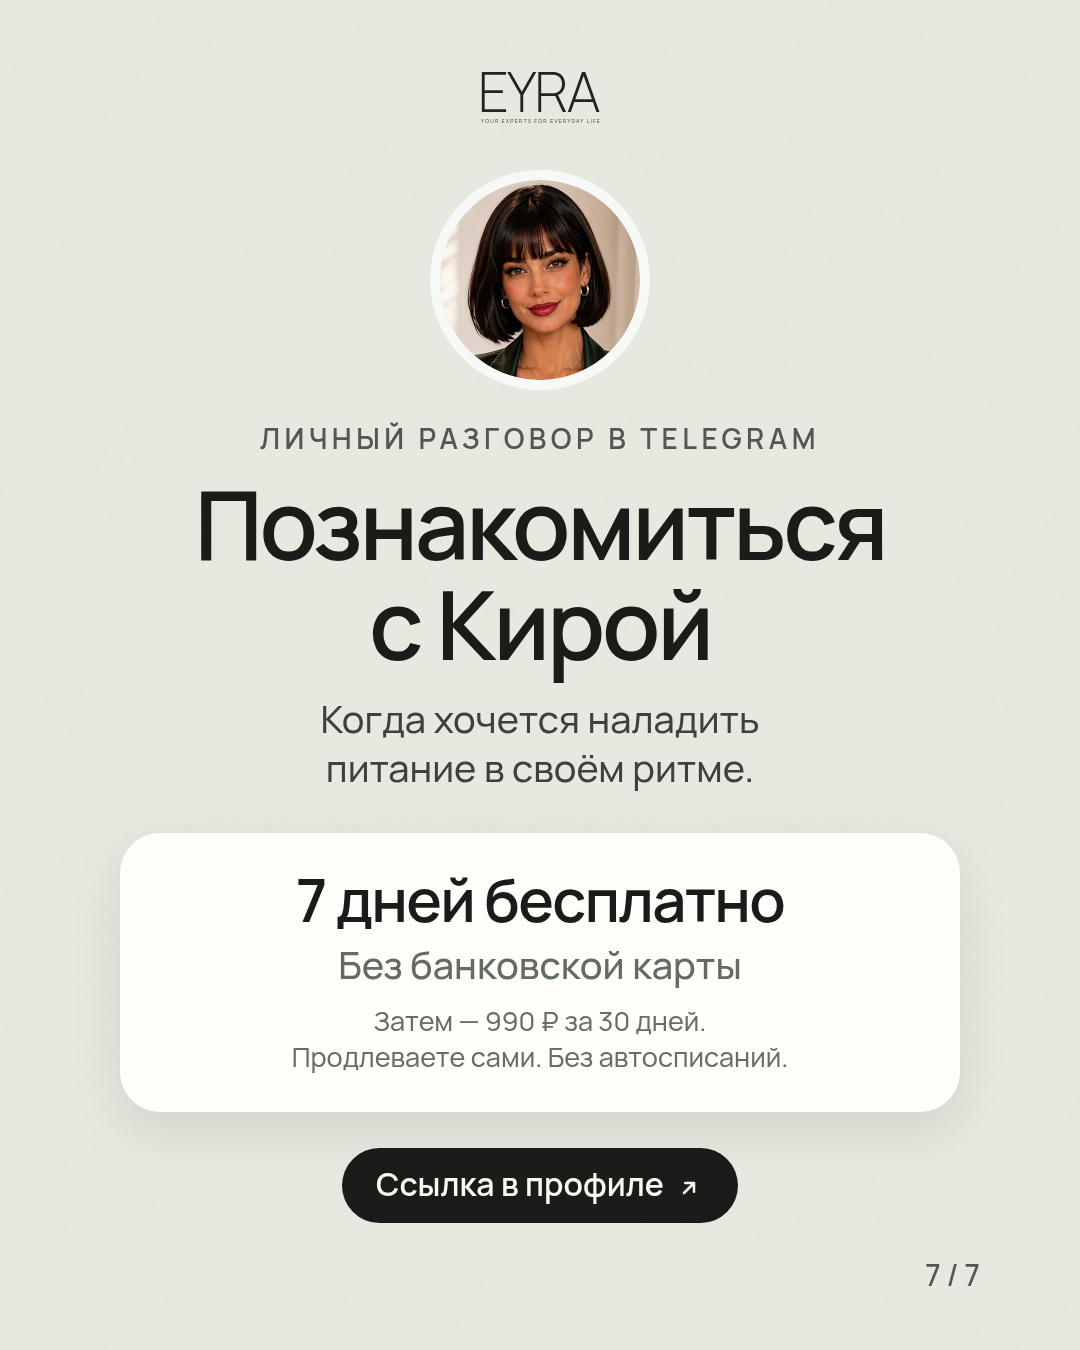 EYRA
YOUR EXPERTS FOR EVERYDAY LIFE
ЛИЧНЫЙ РАЗГОВОР В TELEGRAM
Познакомиться
с Кирой
Когда хочется наладить
питание в своём ритме.
7 дней бесплатно
Без банковской карты
Затем — 990 ₽ за 30 дней.
Продлеваете сами. Без автосписаний.
Ссылка в профиле ↗
7 / 7